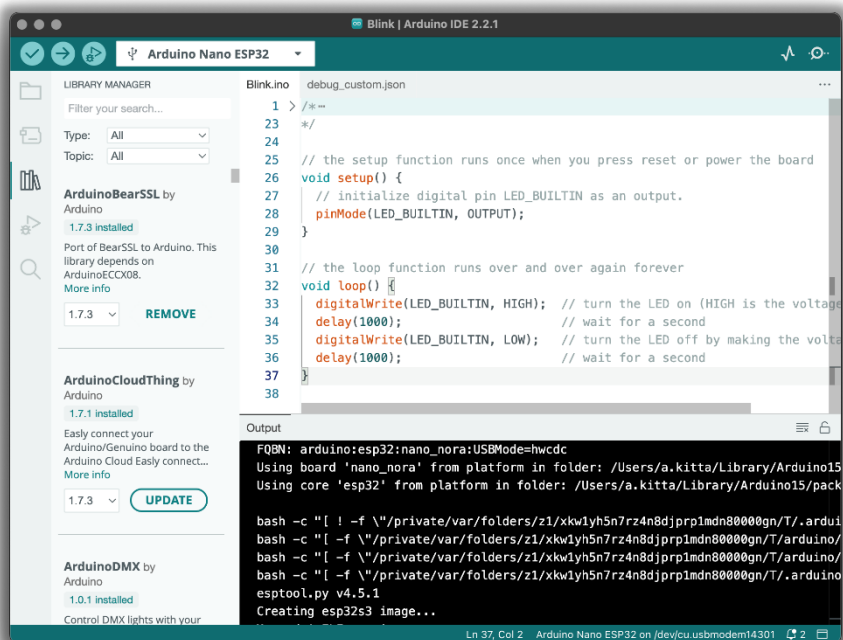 Blink | Arduino IDE 2.2.1
Arduino Nano ESP32
LIBRARY MANAGER
Filter your search...
Type: All
Topic: All
ArduinoBearSSL by
Arduino
1.7.3 installed
Port of BearSSL to Arduino. This
library depends on
ArduinoECCX08.
More info
1.7.3 REMOVE
ArduinoCloudThing by
Arduino
1.7.1 installed
Easly connect your
Arduino/Genuino board to the
Arduino Cloud Easly connect...
More info
1.7.3 UPDATE
ArduinoDMX by
Arduino
1.0.1 installed
Control DMX lights with your
Blink.ino debug_custom.json
1 /*
23 */
24
25 // the setup function runs once when you press reset or power the board
26 void setup() {
27 // initialize digital pin LED_BUILTIN as an output.
28 pinMode(LED_BUILTIN, OUTPUT);
29 }
30
31 // the loop function runs over and over again forever
32 void loop() {
33 digitalWrite(LED_BUILTIN, HIGH); // turn the LED on (HIGH is the voltage
34 delay(1000); // wait for a second
35 digitalWrite(LED_BUILTIN, LOW); // turn the LED off by making the volta
36 delay(1000); // wait for a second
37 }
38
Output
FQBN: arduino:esp32:nano_nora:USBMode=hwcdc
Using board 'nano_nora' from platform in folder: /Users/a.kitta/Library/Arduino15
Using core 'esp32' from platform in folder: /Users/a.kitta/Library/Arduino15/pack
bash -c "[ ! -f \"/private/var/folders/z1/xkw1yh5n7rz4n8djprp1mdn80000gn/T/.ardui
bash -c "[ -f \"/private/var/folders/z1/xkw1yh5n7rz4n8djprp1mdn80000gn/T/arduino/
bash -c "[ -f \"/private/var/folders/z1/xkw1yh5n7rz4n8djprp1mdn80000gn/T/arduino/
bash -c "[ -f \"/private/var/folders/z1/xkw1yh5n7rz4n8djprp1mdn80000gn/T/.arduino
esptool.py v4.5.1
Creating esp32s3 image...
Ln 37, Col 2 Arduino Nano ESP32 on /dev/cu.usbmodem14301 2